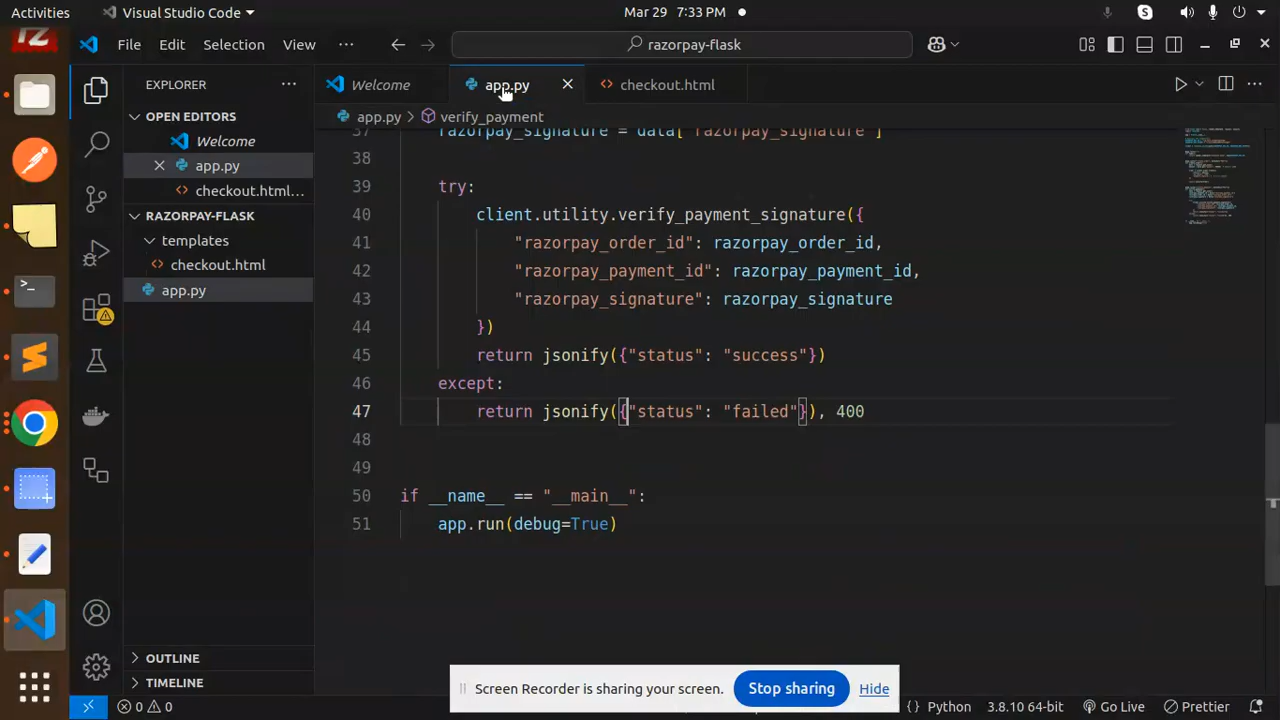 Activities
Visual Studio Code
Mar 29 7:33 PM
File Edit Selection View ···
razorpay-flask
EXPLORER
Welcome
app.py
checkout.html
app.py > verify_payment
OPEN EDITORS
Welcome
app.py
checkout.html...
RAZORPAY-FLASK
templates
checkout.html
app.py
OUTLINE
TIMELINE
37 razorpay_signature = data["razorpay_signature"]
38
39 try:
40 client.utility.verify_payment_signature({
41 "razorpay_order_id": razorpay_order_id,
42 "razorpay_payment_id": razorpay_payment_id,
43 "razorpay_signature": razorpay_signature
44 })
45 return jsonify({"status": "success"})
46 except:
47 return jsonify({"status": "failed"}), 400
48
49
50 if __name__ == "__main__":
51 app.run(debug=True)
Screen Recorder is sharing your screen.
Stop sharing
Hide
0 0
{} Python 3.8.10 64-bit Go Live Prettier